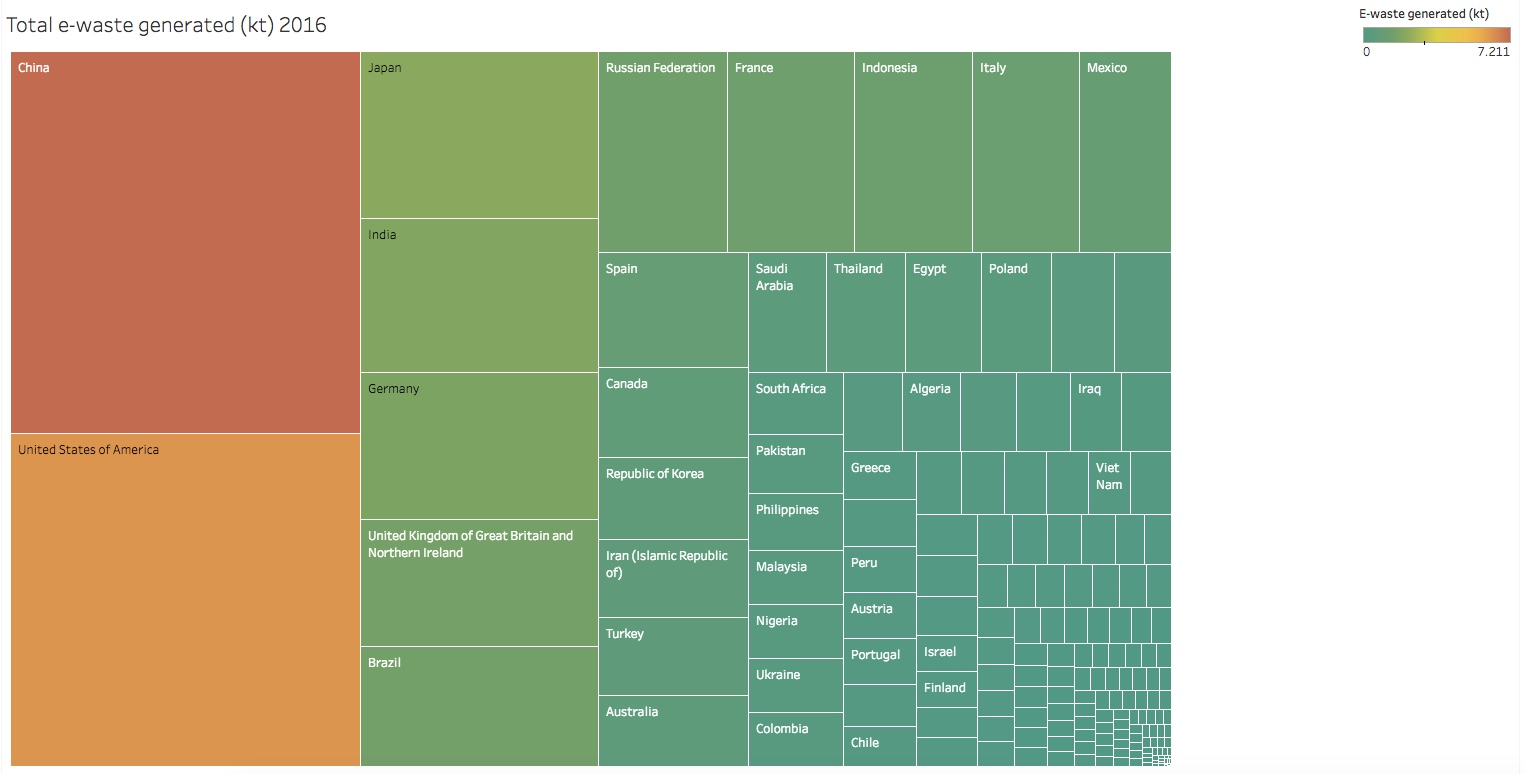 Total e-waste generated (kt) 2016
E-waste generated (kt)
0
7.211
China
Japan
Russian Federation
France
Indonesia
Italy
Mexico
India
Spain
Saudi
Arabia
Thailand
Egypt
Poland
Germany
Canada
South Africa
Algeria
Iraq
United States of America
Pakistan
Republic of Korea
Greece
Viet
Nam
Philippines
United Kingdom of Great Britain and
Northern Ireland
Iran (Islamic Republic
of)
Malaysia
Peru
Austria
Nigeria
Turkey
Portugal
Israel
Brazil
Ukraine
Finland
Australia
Colombia
Chile